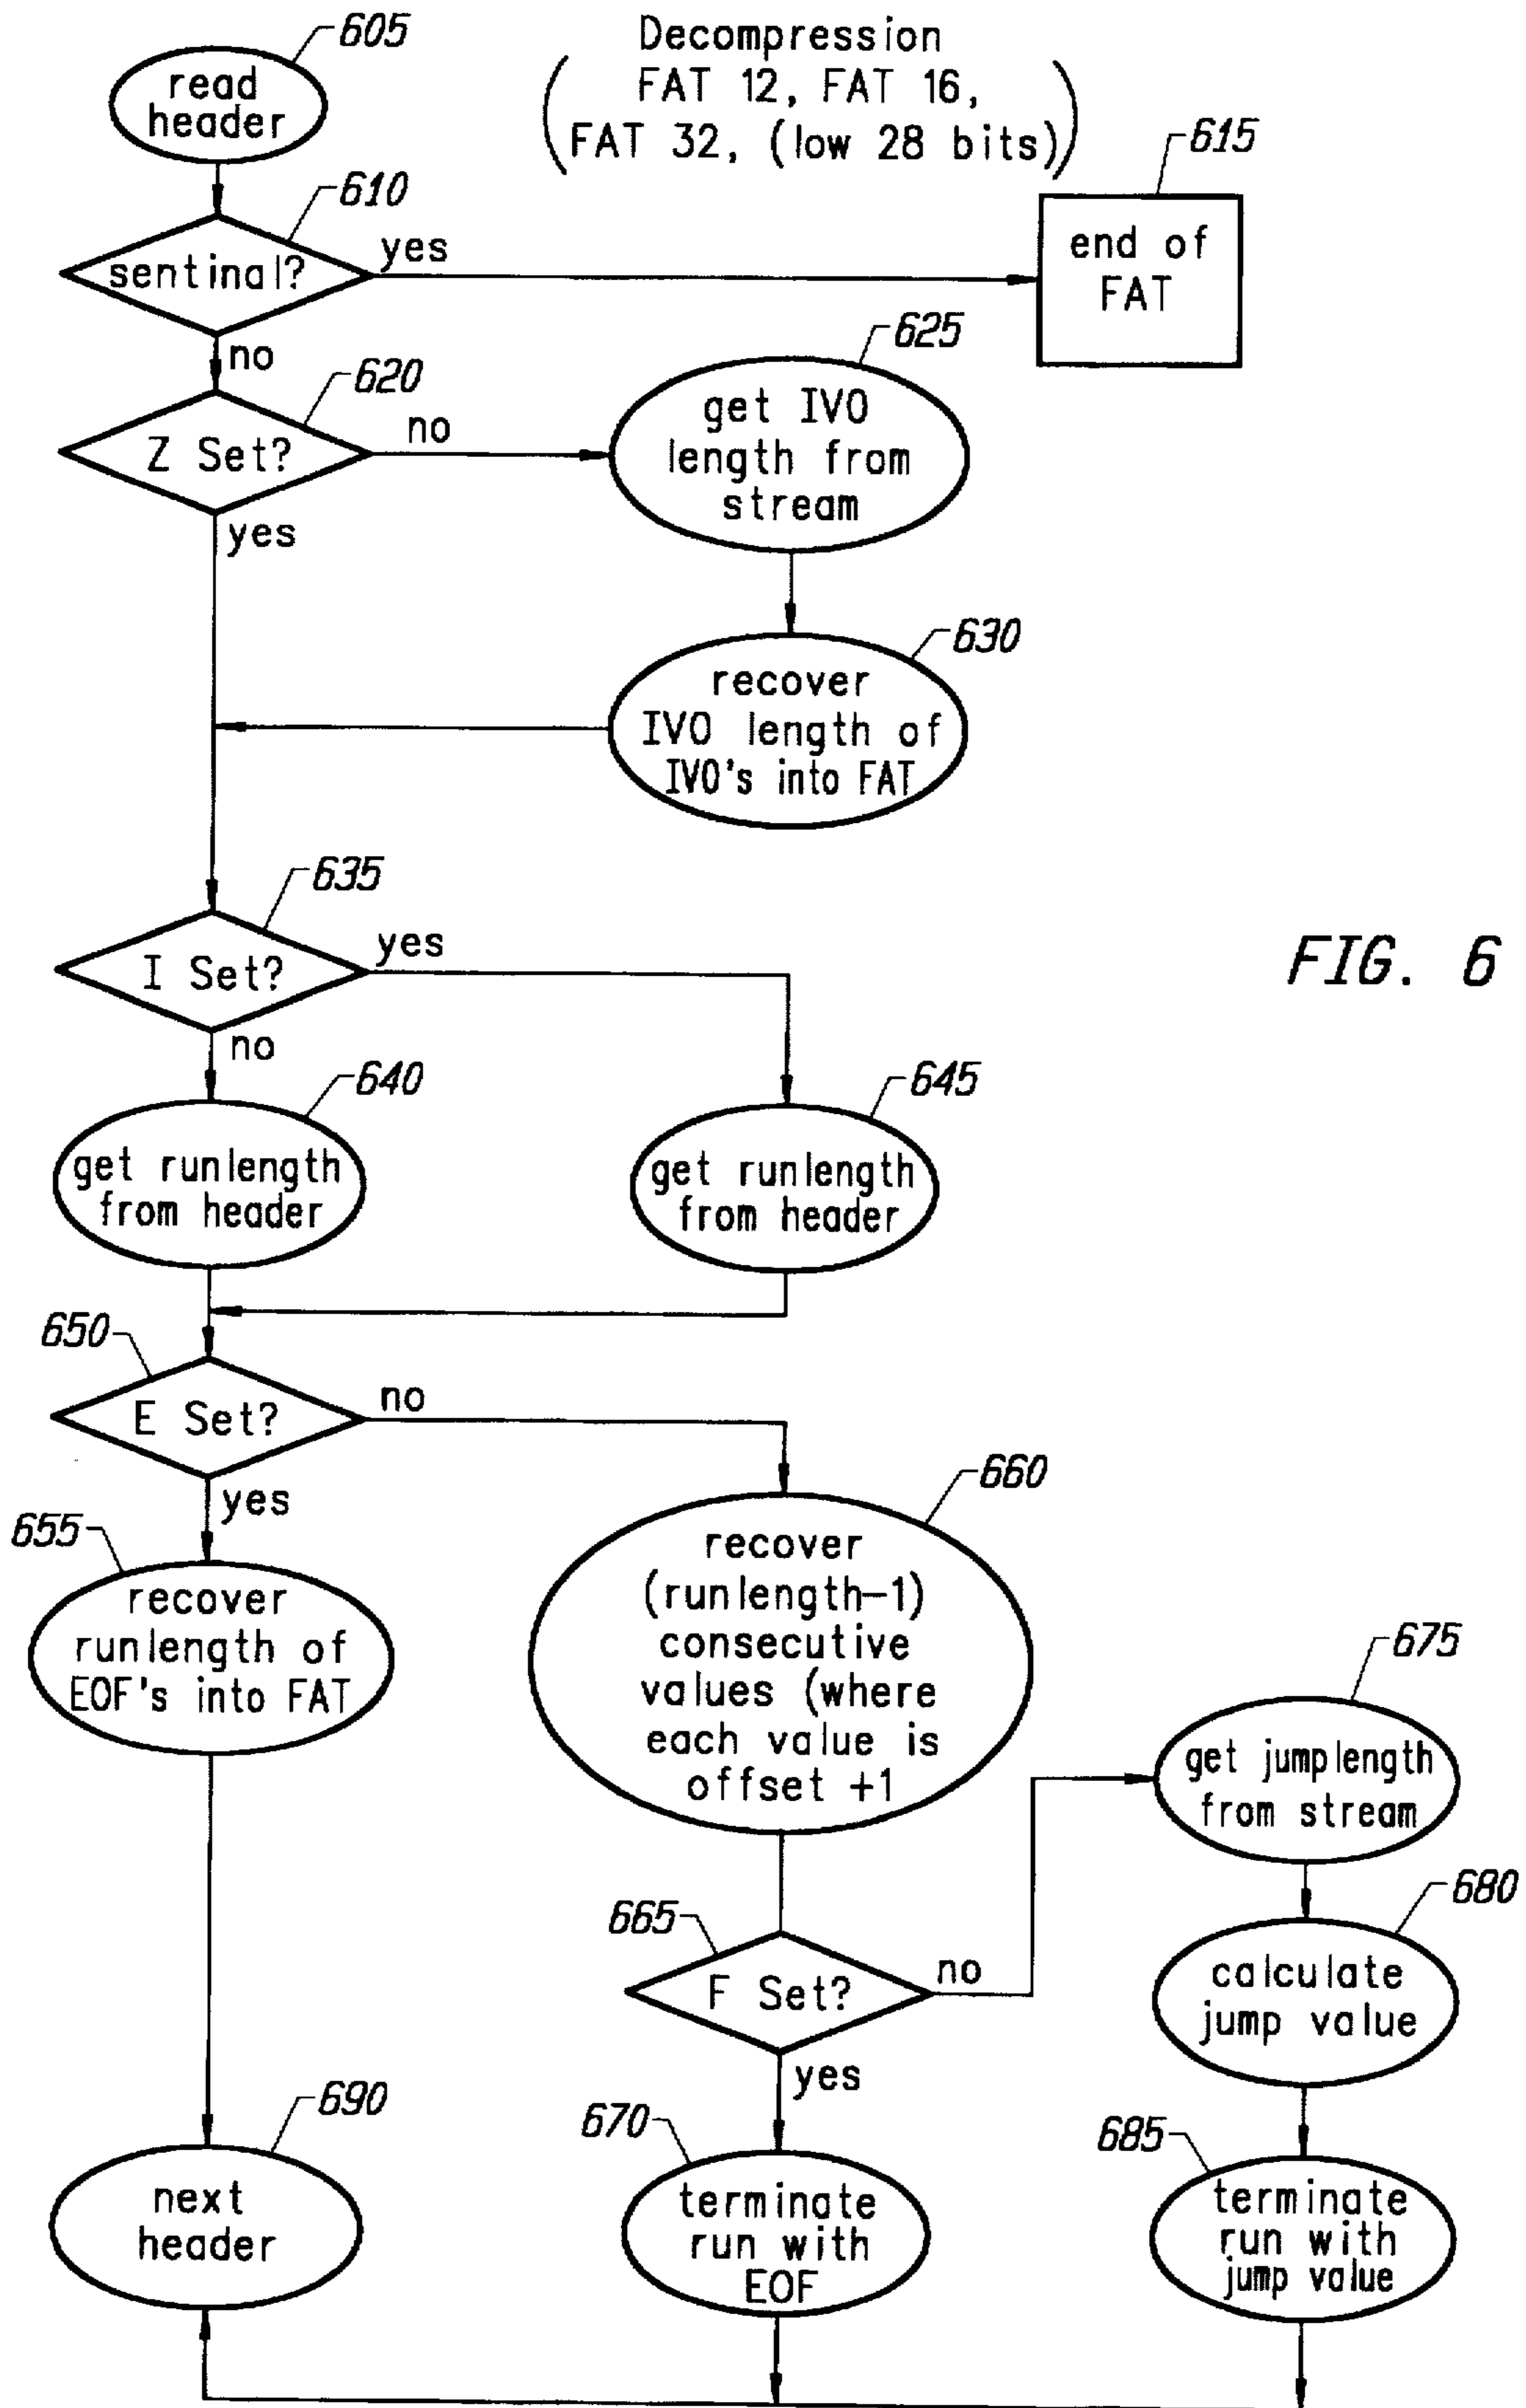 605
read
header
Decompression
FAT 12, FAT 16,
FAT 32, (low 28 bits)
610
sentinal?
yes
615
end of
FAT
no
620
Z Set?
no
625
get IVO
length from
stream
yes
630
recover
IVO length of
IVO's into FAT
635
I Set?
yes
FIG. 6
no
640
get runlength
from header
645
get runlength
from header
650
E Set?
no
yes
655
recover
runlength of
EOF's into FAT
660
recover
(runlength-1)
consecutive
values (where
each value is
offset +1
675
get jumplength
from stream
665
F Set?
no
680
calculate
jump value
yes
690
next
header
670
terminate
run with
EOF
685
terminate
run with
jump value